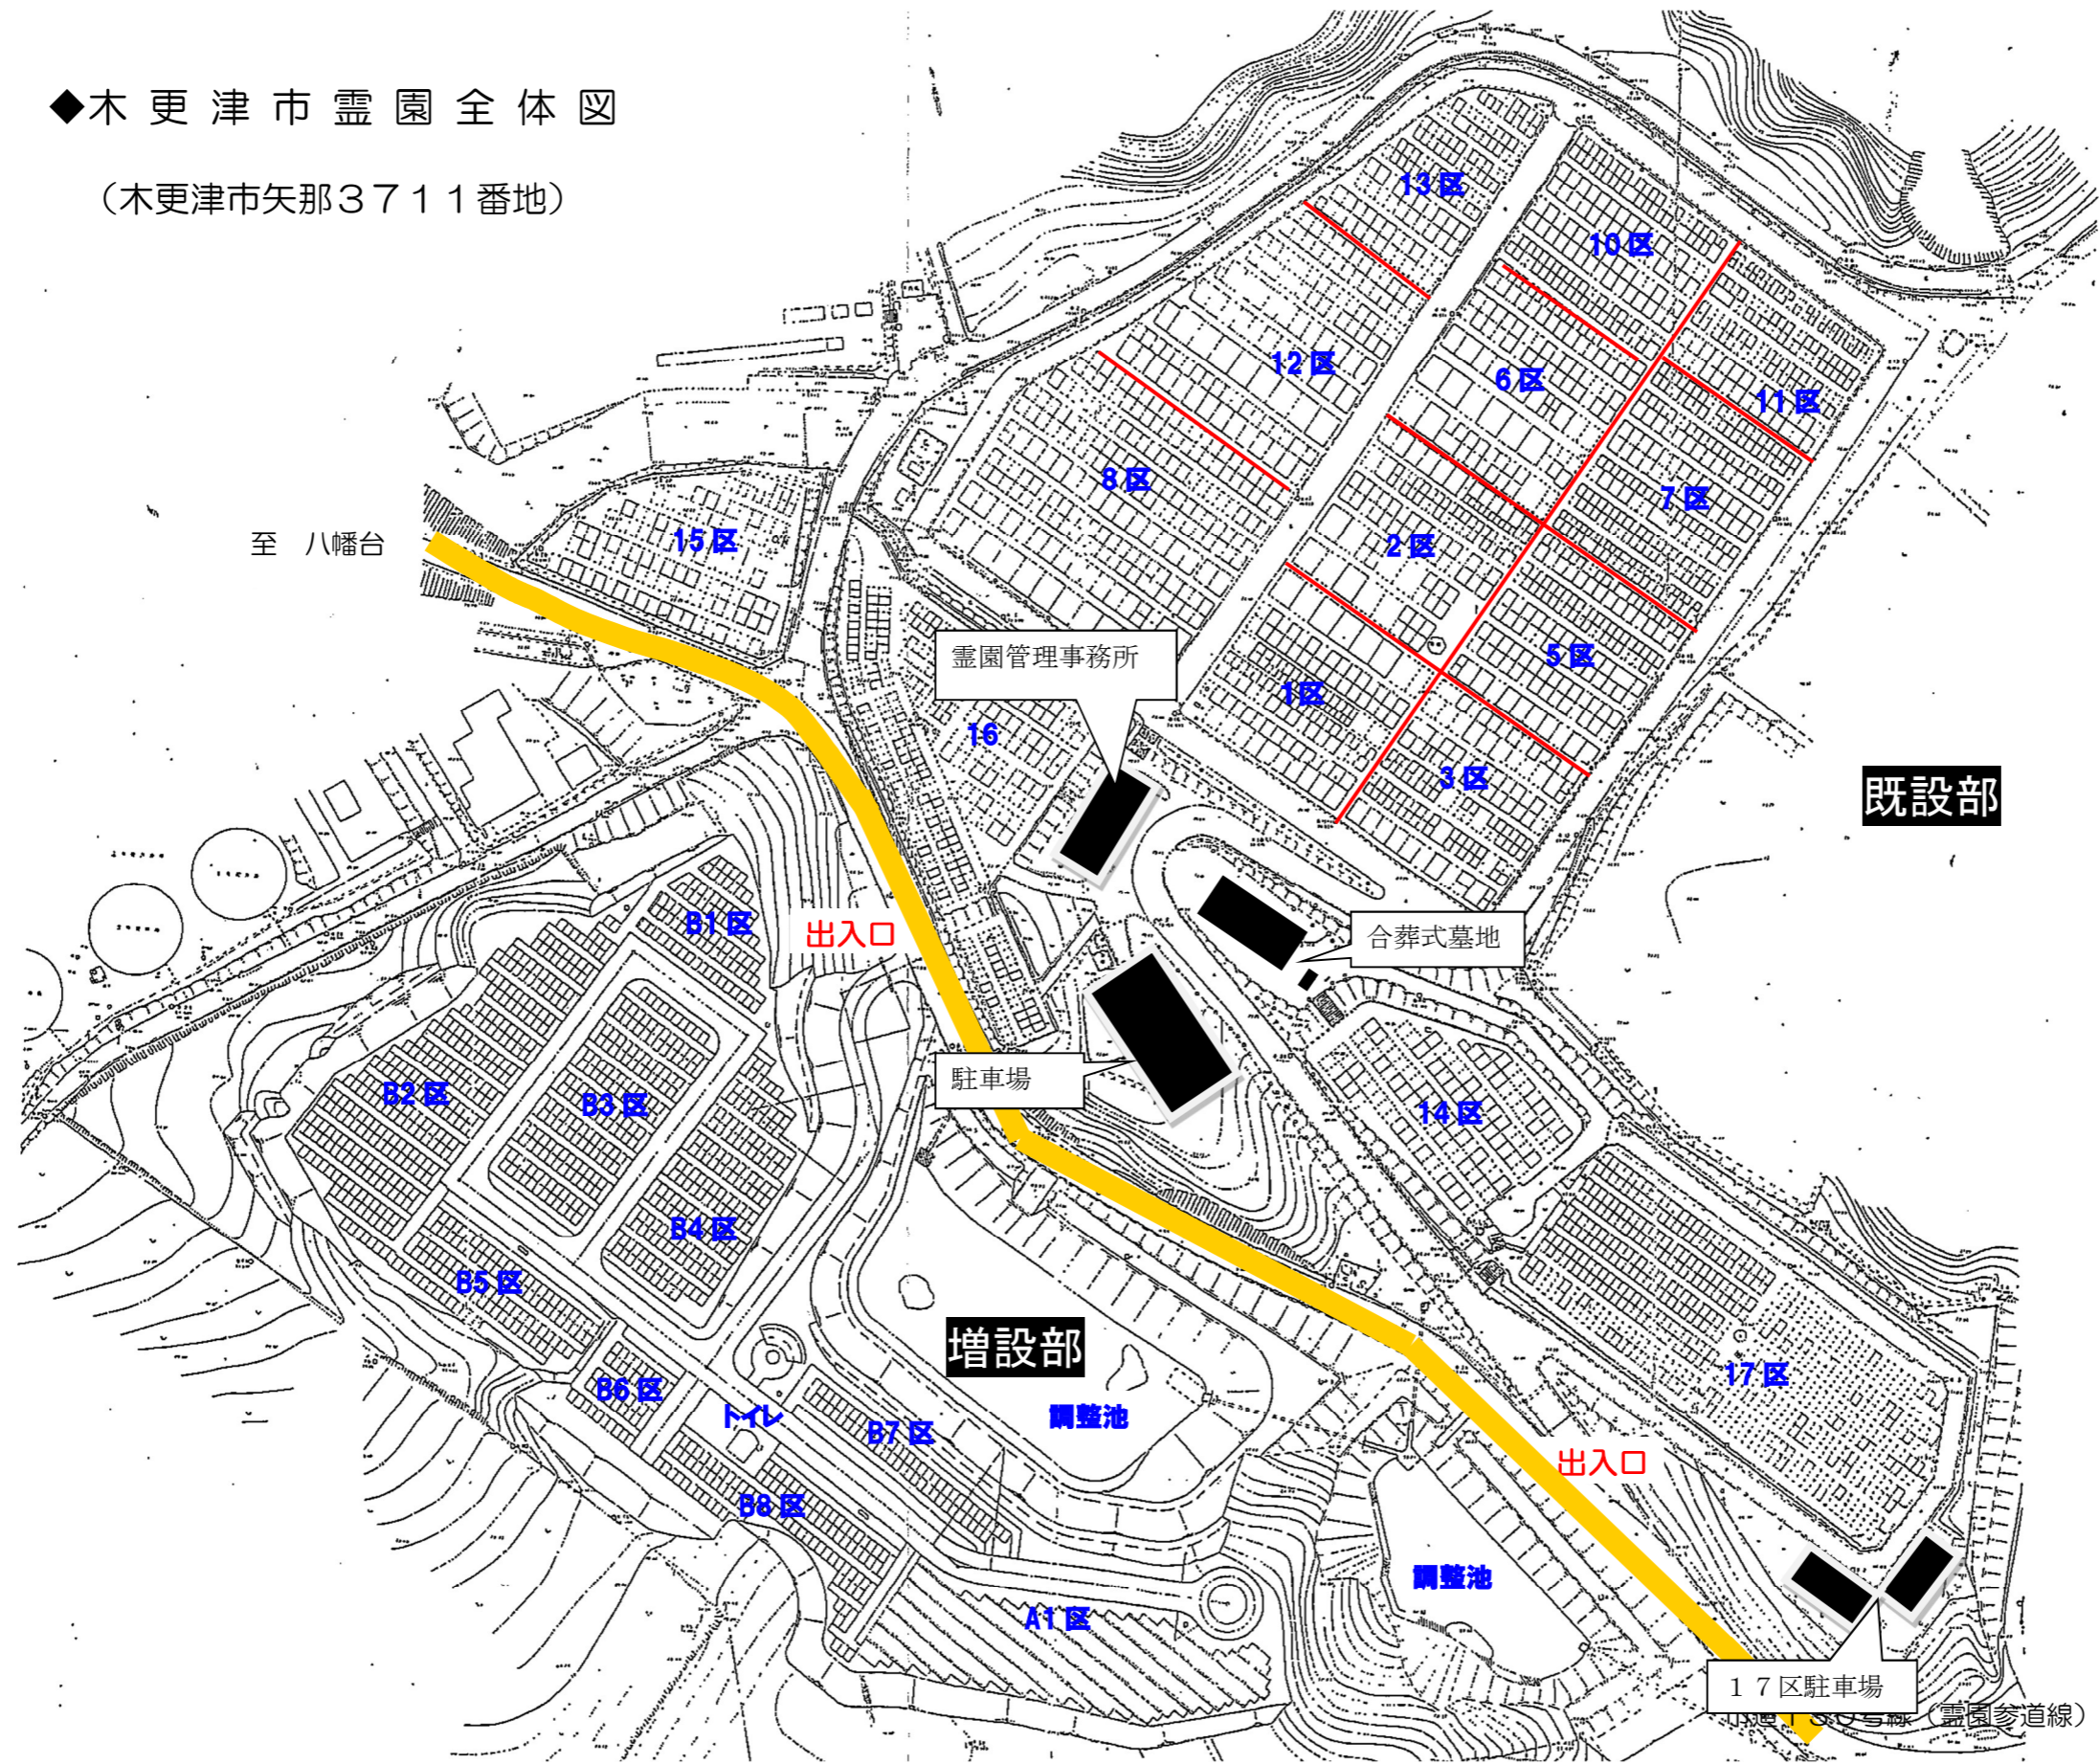 ◆木更津市霊園全体図
（木更津市矢那３７１１番地）
13区
10区
12区
6区
11区
8区
7区
至　八幡台
15区
2区
霊園管理事務所
5区
1区
16
3区
既設部
B1区
出入口
合葬式墓地
駐車場
B2区
B3区
14区
B4区
B5区
増設部
17区
B6区
トイレ
調整池
B7区
出入口
B8区
調整池
A1区
１７区駐車場
号線（霊園参道線）